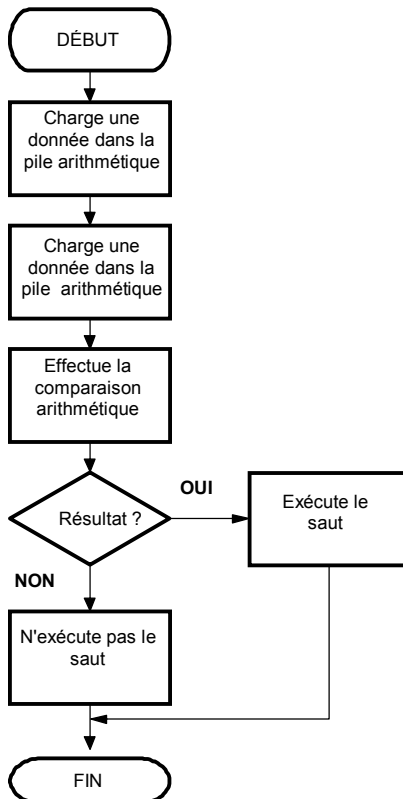 DÉBUT
Charge une
donnée dans la
pile arithmétique
Charge une
donnée dans la
pile arithmétique
Effectue la
comparaison
arithmétique
Résultat ?
OUI
Exécute le
saut
NON
N'exécute pas le
saut
FIN